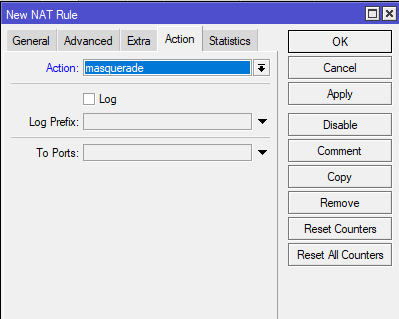 New NAT Rule
General Advanced Extra Action Statistics
Action: masquerade
Log
Log Prefix:
To Ports:
OK
Cancel
Apply
Disable
Comment
Copy
Remove
Reset Counters
Reset All Counters